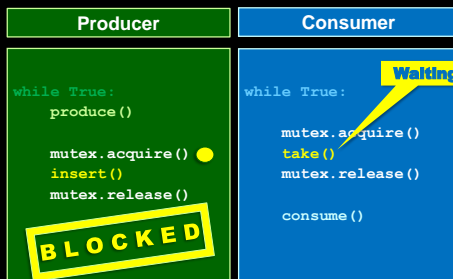 Producer
while True:
produce()
mutex.acquire()
insert()
mutex.release()
BLOCKED
Consumer
Waiting
while True:
mutex.acquire()
take()
mutex.release()
consume()